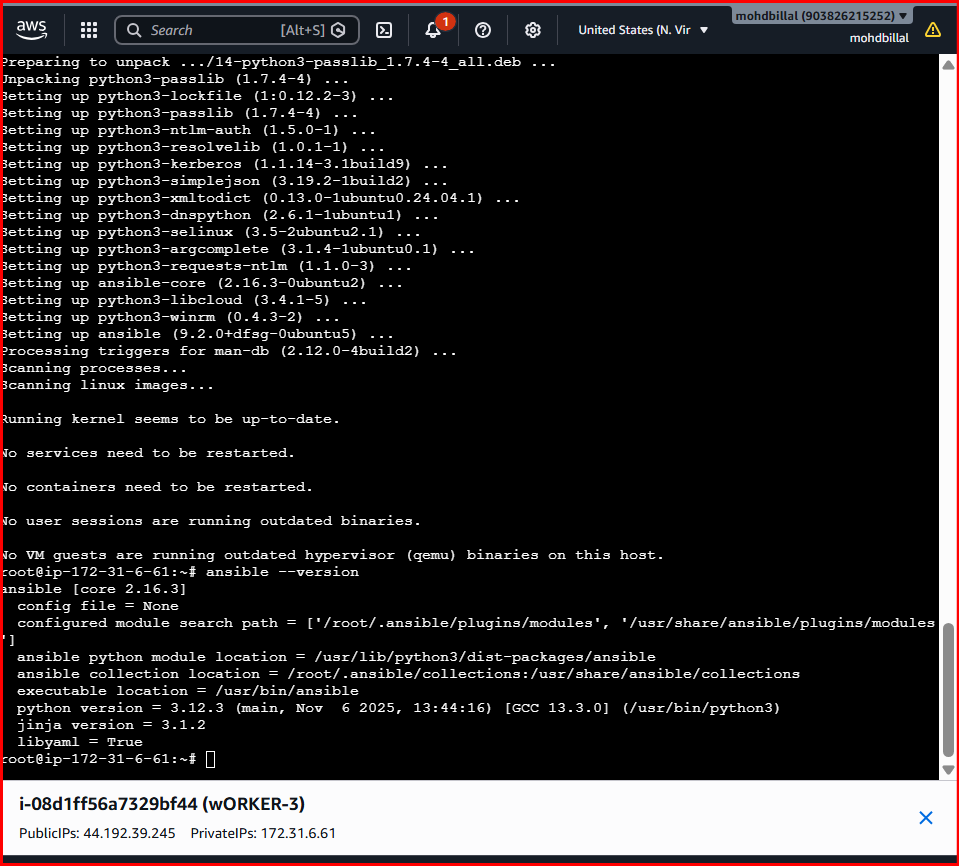 aws
Search [Alt+S]
1
United States (N. Vir
mohdbillal (903826215252)
mohdbillal
Preparing to unpack .../14-python3-passlib_1.7.4-4_all.deb ...
Unpacking python3-passlib (1.7.4-4) ...
Setting up python3-lockfile (1:0.12.2-3) ...
Setting up python3-passlib (1.7.4-4) ...
Setting up python3-ntlm-auth (1.5.0-1) ...
Setting up python3-resolvelib (1.0.1-1) ...
Setting up python3-kerberos (1.1.14-3.1build9) ...
Setting up python3-simplejson (3.19.2-1build2) ...
Setting up python3-xmltodict (0.13.0-1ubuntu0.24.04.1) ...
Setting up python3-dnspython (2.6.1-1ubuntu1) ...
Setting up python3-selinux (3.5-2ubuntu2.1) ...
Setting up python3-argcomplete (3.1.4-1ubuntu0.1) ...
Setting up python3-requests-ntlm (1.1.0-3) ...
Setting up ansible-core (2.16.3-0ubuntu2) ...
Setting up python3-libcloud (3.4.1-5) ...
Setting up python3-winrm (0.4.3-2) ...
Setting up ansible (9.2.0+dfsg-0ubuntu5) ...
Processing triggers for man-db (2.12.0-4build2) ...
Scanning processes...
Scanning linux images...
Running kernel seems to be up-to-date.
No services need to be restarted.
No containers need to be restarted.
No user sessions are running outdated binaries.
No VM guests are running outdated hypervisor (qemu) binaries on this host.
root@ip-172-31-6-61:~# ansible --version
ansible [core 2.16.3]
config file = None
configured module search path = ['/root/.ansible/plugins/modules', '/usr/share/ansible/plugins/modules
']
ansible python module location = /usr/lib/python3/dist-packages/ansible
ansible collection location = /root/.ansible/collections:/usr/share/ansible/collections
executable location = /usr/bin/ansible
python version = 3.12.3 (main, Nov  6 2025, 13:44:16) [GCC 13.3.0] (/usr/bin/python3)
jinja version = 3.1.2
libyaml = True
root@ip-172-31-6-61:~#
i-08d1ff56a7329bf44 (wORKER-3)
PublicIPs: 44.192.39.245 PrivateIPs: 172.31.6.61